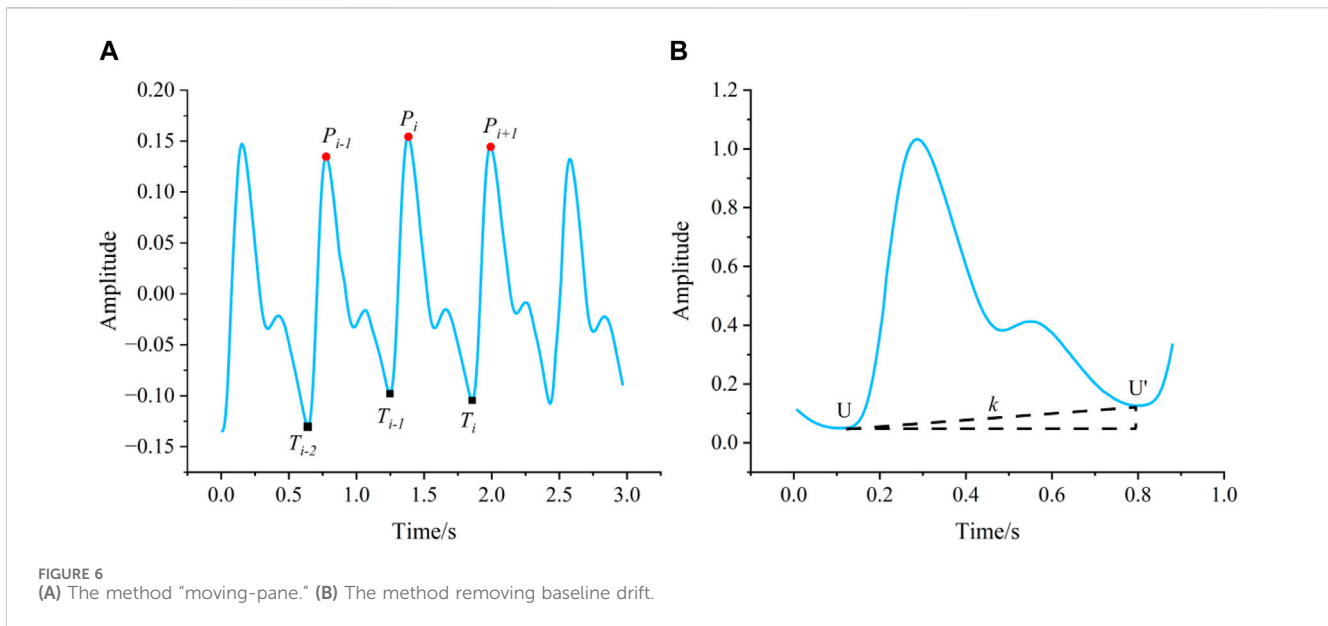 A
0.20
0.15
0.10
0.05
0.00
−0.05
−0.10
−0.15
Amplitude
P_{i-1}
P_i
P_{i+1}
T_{i-2}
T_{i-1}
T_i
0.0 0.5 1.0 1.5 2.0 2.5 3.0
Time/s
B
1.2
1.0
0.8
0.6
0.4
0.2
0.0
Amplitude
U
k
U'
0.0 0.2 0.4 0.6 0.8 1.0
Time/s
FIGURE 6
(A) The method "moving-pane." (B) The method removing baseline drift.